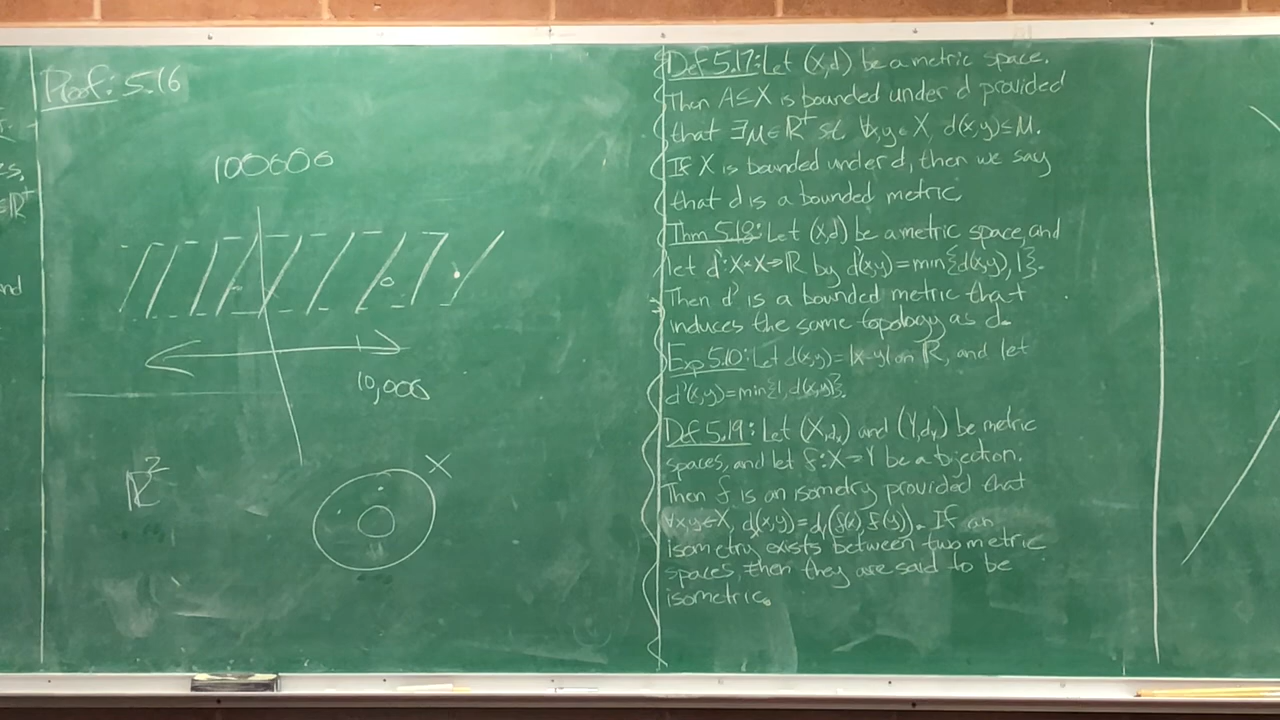 Proof: 5.16
100000
10,000
ℝ²
X
es,
∈ℝ⁺
and
Def 5.17: Let (X,d) be a metric space.
Then A⊆X is bounded under d provided
that ∃M∈ℝ⁺ st. ∀x,y∈X, d(x,y)≤M.
If X is bounded under d, then we say
that d is a bounded metric.
Thm 5.18: Let (X,d) be a metric space, and
let d':X×X→ℝ by d(x,y)=min{d(x,y),1}.
Then d' is a bounded metric that
induces the same topology as d.
Exp 5.10: Let d(x,y)=|x-y| on ℝ, and let
d'(x,y)=min{1,d(x,y)}.
Def 5.19: Let (X,dₓ) and (Y,dᵧ) be metric
spaces, and let f:X→Y be a bijection.
Then f is an isometry provided that
∀x,y∈X, dₓ(x,y)=dᵧ(f(x),f(y)). If an
isometry exists between two metric
spaces, then they are said to be
isometric.